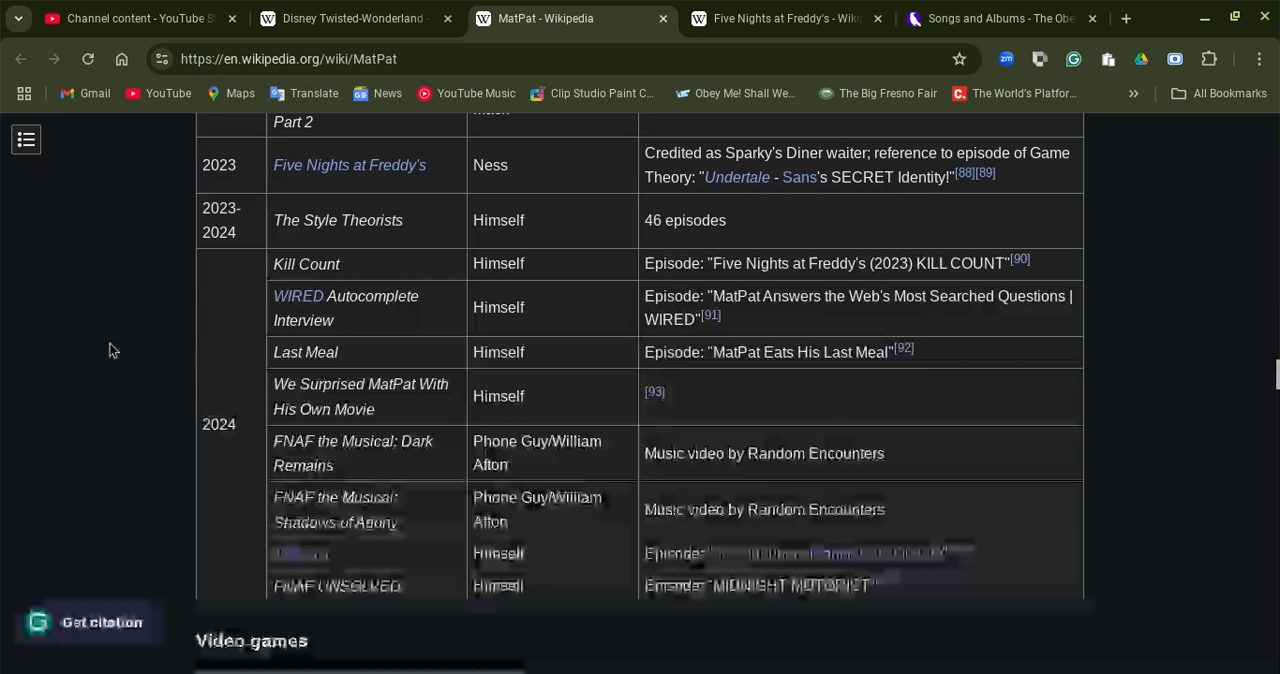 Channel content - YouTube S
Disney Twisted-Wonderland -
MatPat - Wikipedia
Five Nights at Freddy's - Wiki
Songs and Albums - The Obe
https://en.wikipedia.org/wiki/MatPat
Gmail
YouTube
Maps
Translate
News
YouTube Music
Clip Studio Paint C...
Obey Me! Shall We...
The Big Fresno Fair
The World's Platfor...
All Bookmarks
Part 2
2023
Five Nights at Freddy's
Ness
Credited as Sparky's Diner waiter; reference to episode of Game
Theory: "Undertale - Sans's SECRET Identity!"[88][89]
2023-
2024
The Style Theorists
Himself
46 episodes
2024
Kill Count
Himself
Episode: "Five Nights at Freddy's (2023) KILL COUNT"[90]
WIRED Autocomplete
Interview
Himself
Episode: "MatPat Answers the Web's Most Searched Questions |
WIRED"[91]
Last Meal
Himself
Episode: "MatPat Eats His Last Meal"[92]
We Surprised MatPat With
His Own Movie
Himself
[93]
FNAF the Musical: Dark
Remains
Phone Guy/William
Afton
Music video by Random Encounters
FNAF the Musical:
Shadows of Agony
Phone Guy/William
Afton
Music video by Random Encounters
Himself
Episode:
FNAF UNSOLVED
Himself
Episode: "MIDNIGHT MOTORIST"
Get citation
Video games